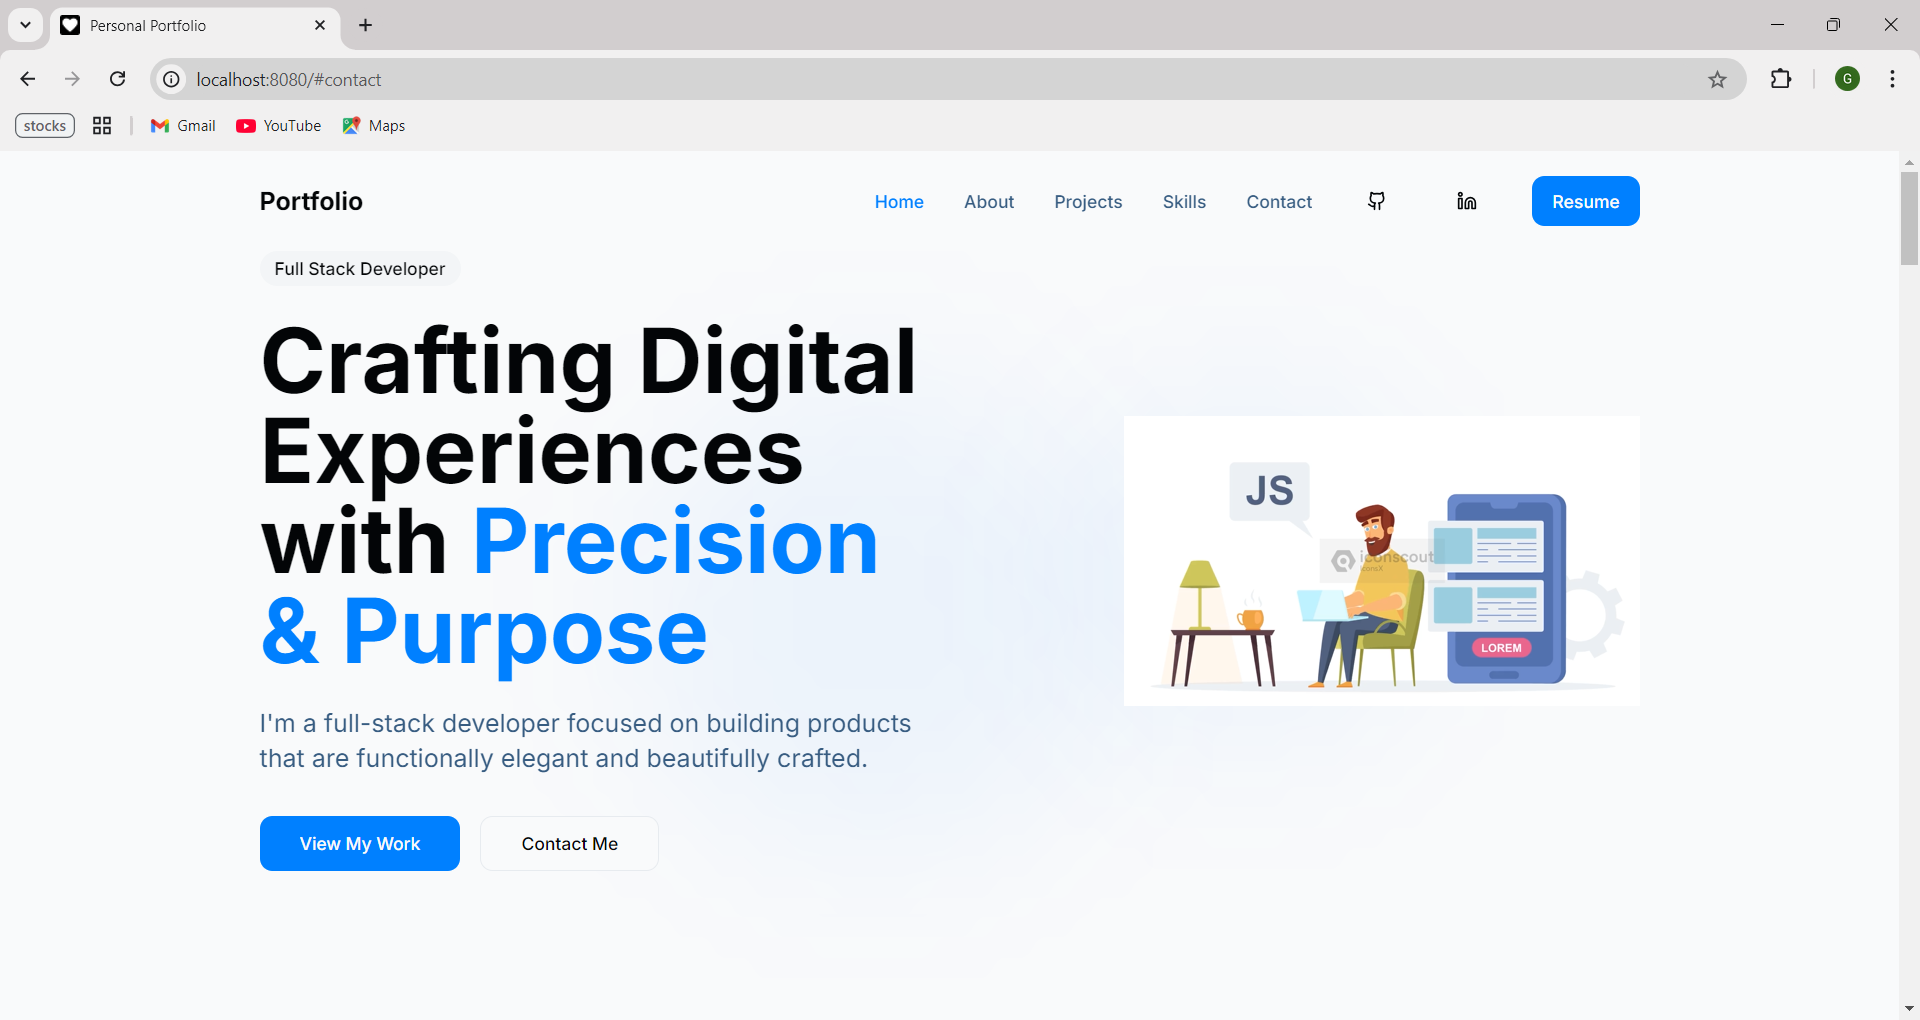 Personal Portfolio
localhost:8080/#contact
G
stocks
Gmail
YouTube
Maps
Portfolio
Home
About
Projects
Skills
Contact
in
Resume
Full Stack Developer
Crafting Digital
Experiences
with Precision
& Purpose
I'm a full-stack developer focused on building products
that are functionally elegant and beautifully crafted.
View My Work
Contact Me
JS
iconscout
iconsX
LOREM